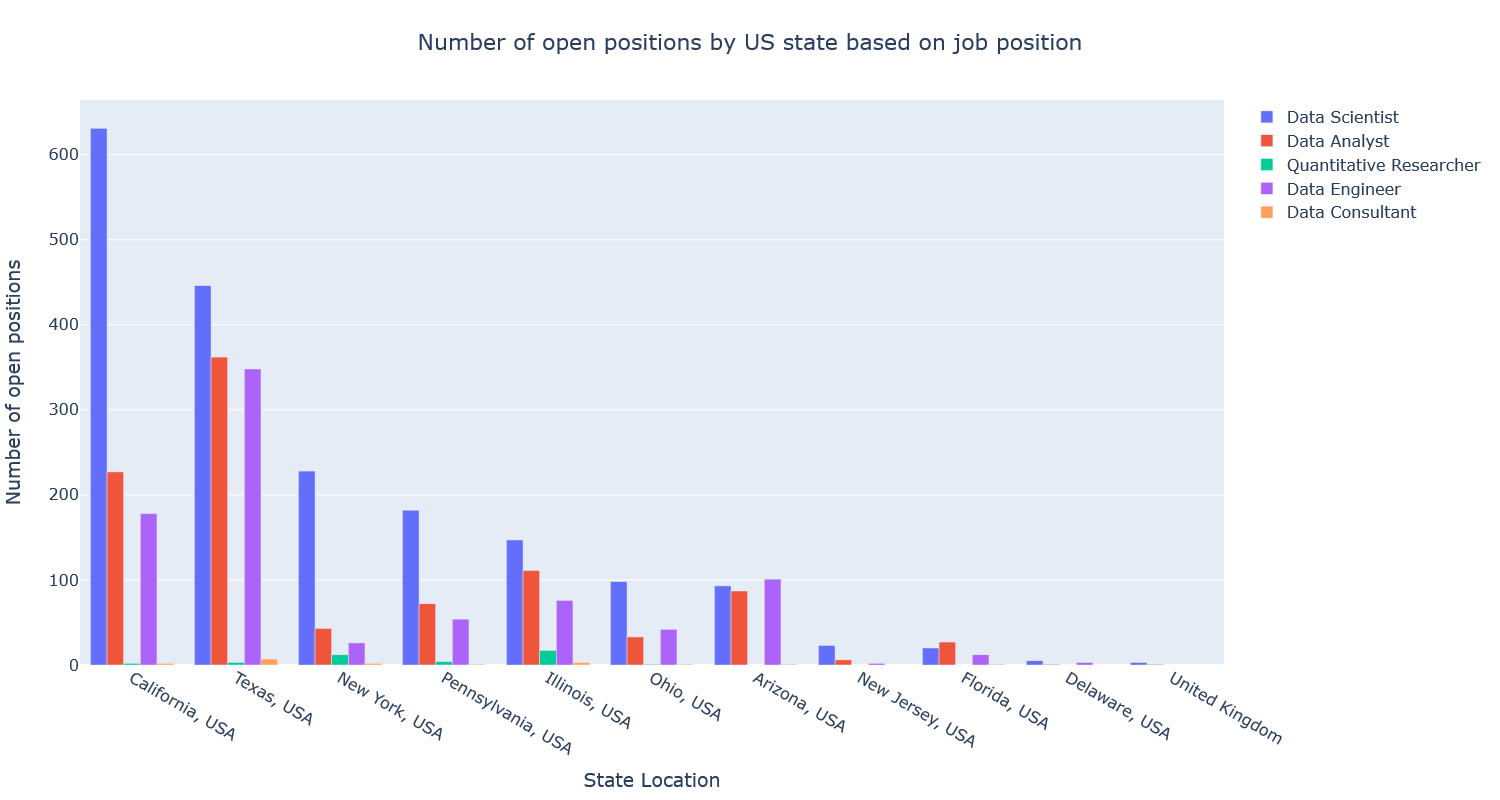 Number of open positions by US state based on job position
Data Scientist
Data Analyst
Quantitative Researcher
Data Engineer
Data Consultant
Number of open positions
600
500
400
300
200
100
0
California, USA
Texas, USA
New York, USA
Pennsylvania, USA
Illinois, USA
Ohio, USA
Arizona, USA
New Jersey, USA
Florida, USA
Delaware, USA
United Kingdom
State Location